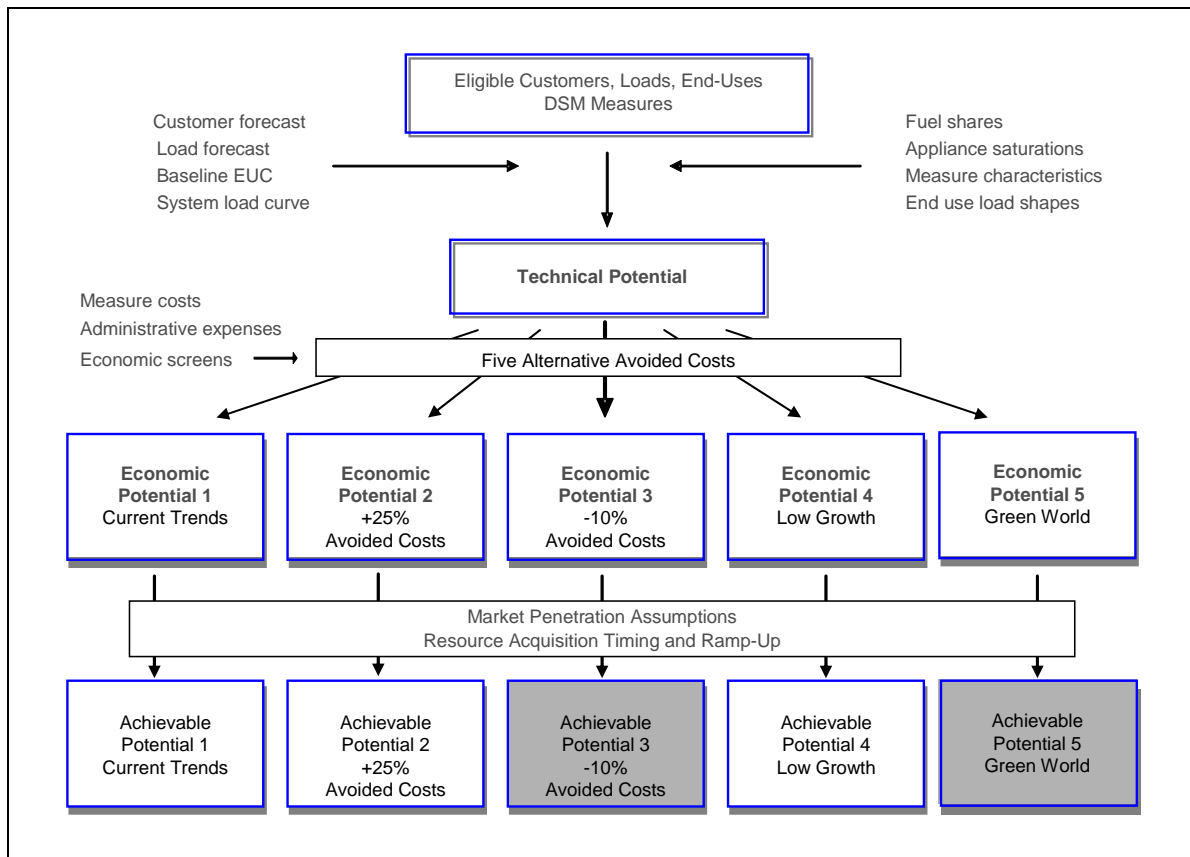 Eligible Customers, Loads, End-Uses
DSM Measures
Customer forecast
Load forecast
Baseline EUC
System load curve
Fuel shares
Appliance saturations
Measure characteristics
End use load shapes
Technical Potential
Measure costs
Administrative expenses
Economic screens
Five Alternative Avoided Costs
Economic
Potential 1
Current Trends
Economic
Potential 2
+25%
Avoided Costs
Economic
Potential 3
-10%
Avoided Costs
Economic
Potential 4
Low Growth
Economic
Potential 5
Green World
Market Penetration Assumptions
Resource Acquisition Timing and Ramp-Up
Achievable
Potential 1
Current Trends
Achievable
Potential 2
+25%
Avoided Costs
Achievable
Potential 3
-10%
Avoided Costs
Achievable
Potential 4
Low Growth
Achievable
Potential 5
Green World